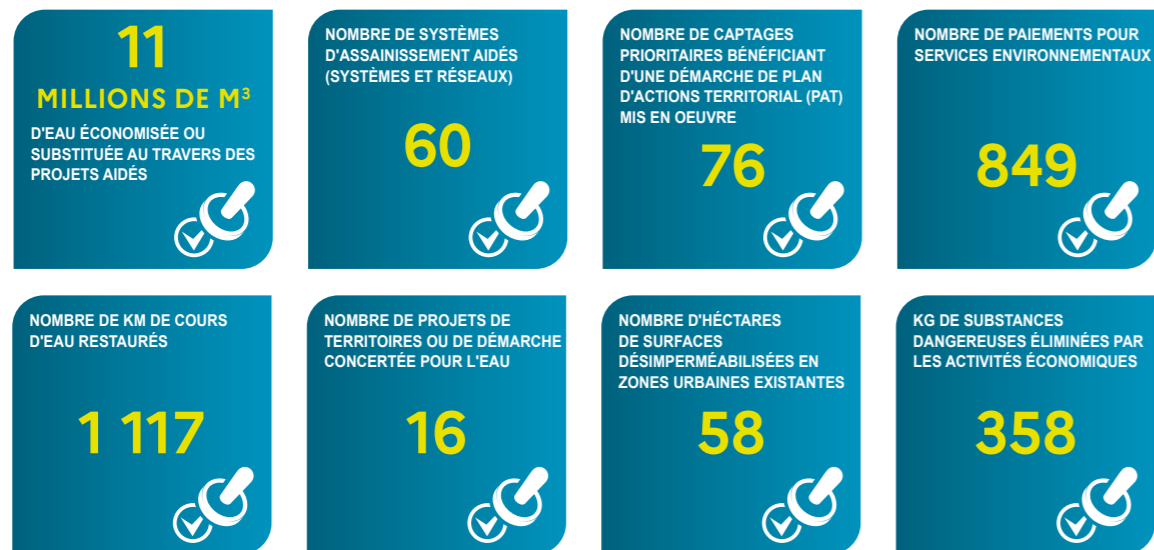 11
MILLIONS DE M³
D'EAU ÉCONOMISÉE OU
SUBSTITUÉE AU TRAVERS DES
PROJETS AIDÉS
NOMBRE DE SYSTÈMES
D'ASSAINISSEMENT AIDÉS
(SYSTÈMES ET RÉSEAUX)
60
NOMBRE DE CAPTAGES
PRIORITAIRES BÉNÉFICIANT
D'UNE DÉMARCHE DE PLAN
D'ACTIONS TERRITORIAL (PAT)
MIS EN OEUVRE
76
NOMBRE DE PAIEMENTS POUR
SERVICES ENVIRONNEMENTAUX
849
NOMBRE DE KM DE COURS
D'EAU RESTAURÉS
1 117
NOMBRE DE PROJETS DE
TERRITOIRES OU DE DÉMARCHE
CONCERTÉE POUR L'EAU
16
NOMBRE D'HÉCTARES
DE SURFACES
DÉSIMPERMÉABILISÉES EN
ZONES URBAINES EXISTANTES
58
KG DE SUBSTANCES
DANGEREUSES ÉLIMINÉES PAR
LES ACTIVITÉS ÉCONOMIQUES
358